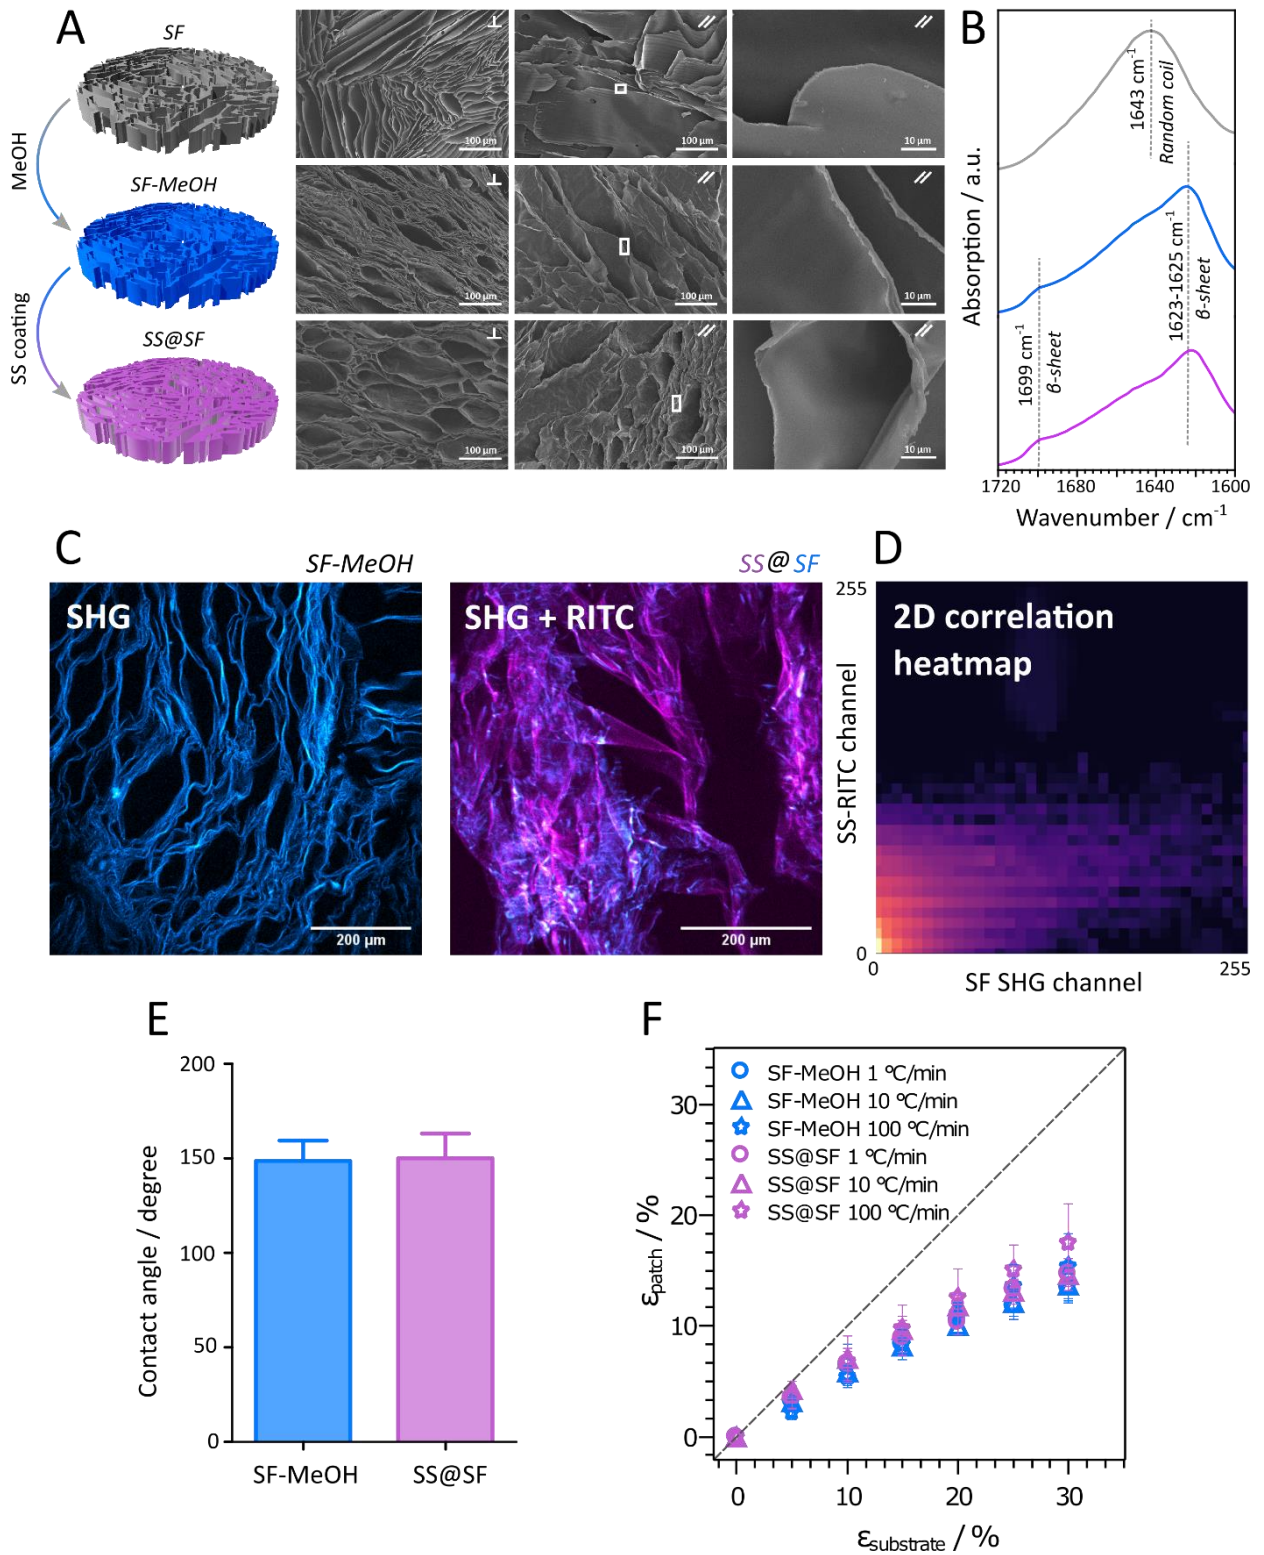 A
SF
MeOH
SF-MeOH
SS coating
SS@SF
⊥
//
//
100 µm
100 µm
10 µm
⊥
//
//
100 µm
100 µm
10 µm
⊥
//
//
100 µm
100 µm
10 µm
B
Absorption / a.u.
1643 cm⁻¹
Random coil
1623-1625 cm⁻¹
β-sheet
1699 cm⁻¹
β-sheet
1720 1680 1640 1600
Wavenumber / cm⁻¹
C
SF-MeOH
SHG
200 µm
SS@SF
SHG + RITC
200 µm
D
255
2D correlation
heatmap
SS-RITC channel
0
0 255
SF SHG channel
E
Contact angle / degree
200
150
100
50
0
SF-MeOH SS@SF
F
SF-MeOH 1 °C/min
SF-MeOH 10 °C/min
SF-MeOH 100 °C/min
SS@SF 1 °C/min
SS@SF 10 °C/min
SS@SF 100 °C/min
εpatch / %
30
20
10
0
0 10 20 30
εsubstrate / %